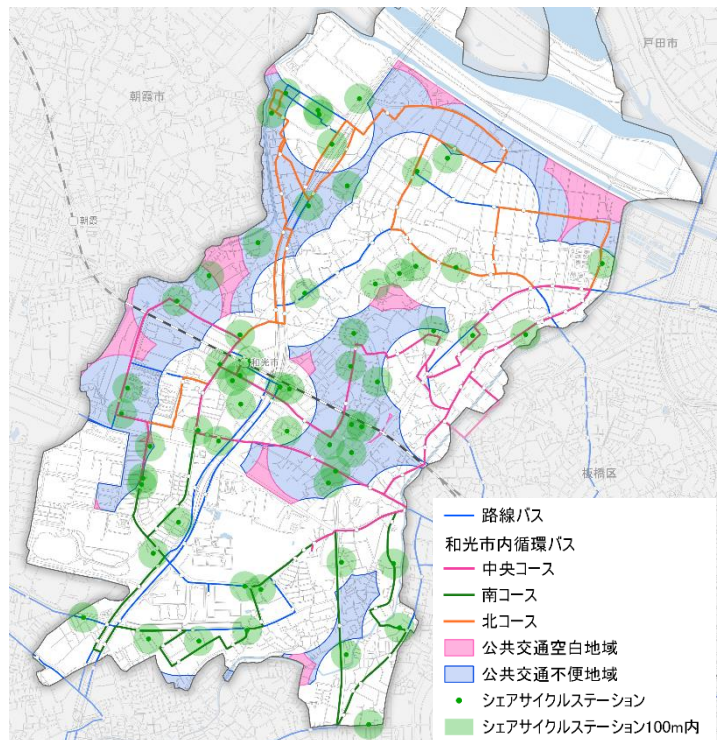 戸田市
朝霞市
朝霞
和光市
板橋区
路線バス
和光市内循環バス
中央コース
南コース
北コース
公共交通空白地域
公共交通不便地域
シェアサイクルステーション
シェアサイクルステーション100m内